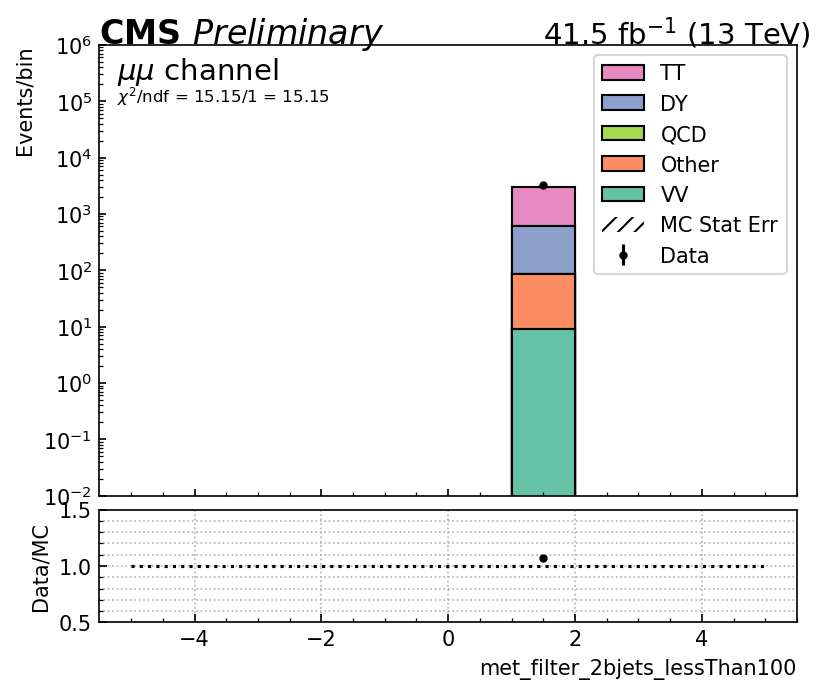 CMS Preliminary 41.5 fb⁻¹ (13 TeV)
Events/bin
10⁶
10⁵
10⁴
10³
10²
10¹
10⁰
10⁻¹
10⁻²
μμ channel
χ²/ndf = 15.15/1 = 15.15
TT
DY
QCD
Other
VV
MC Stat Err
Data
Data/MC
1.5
1.0
0.5
−4 −2 0 2 4
met_filter_2bjets_lessThan100